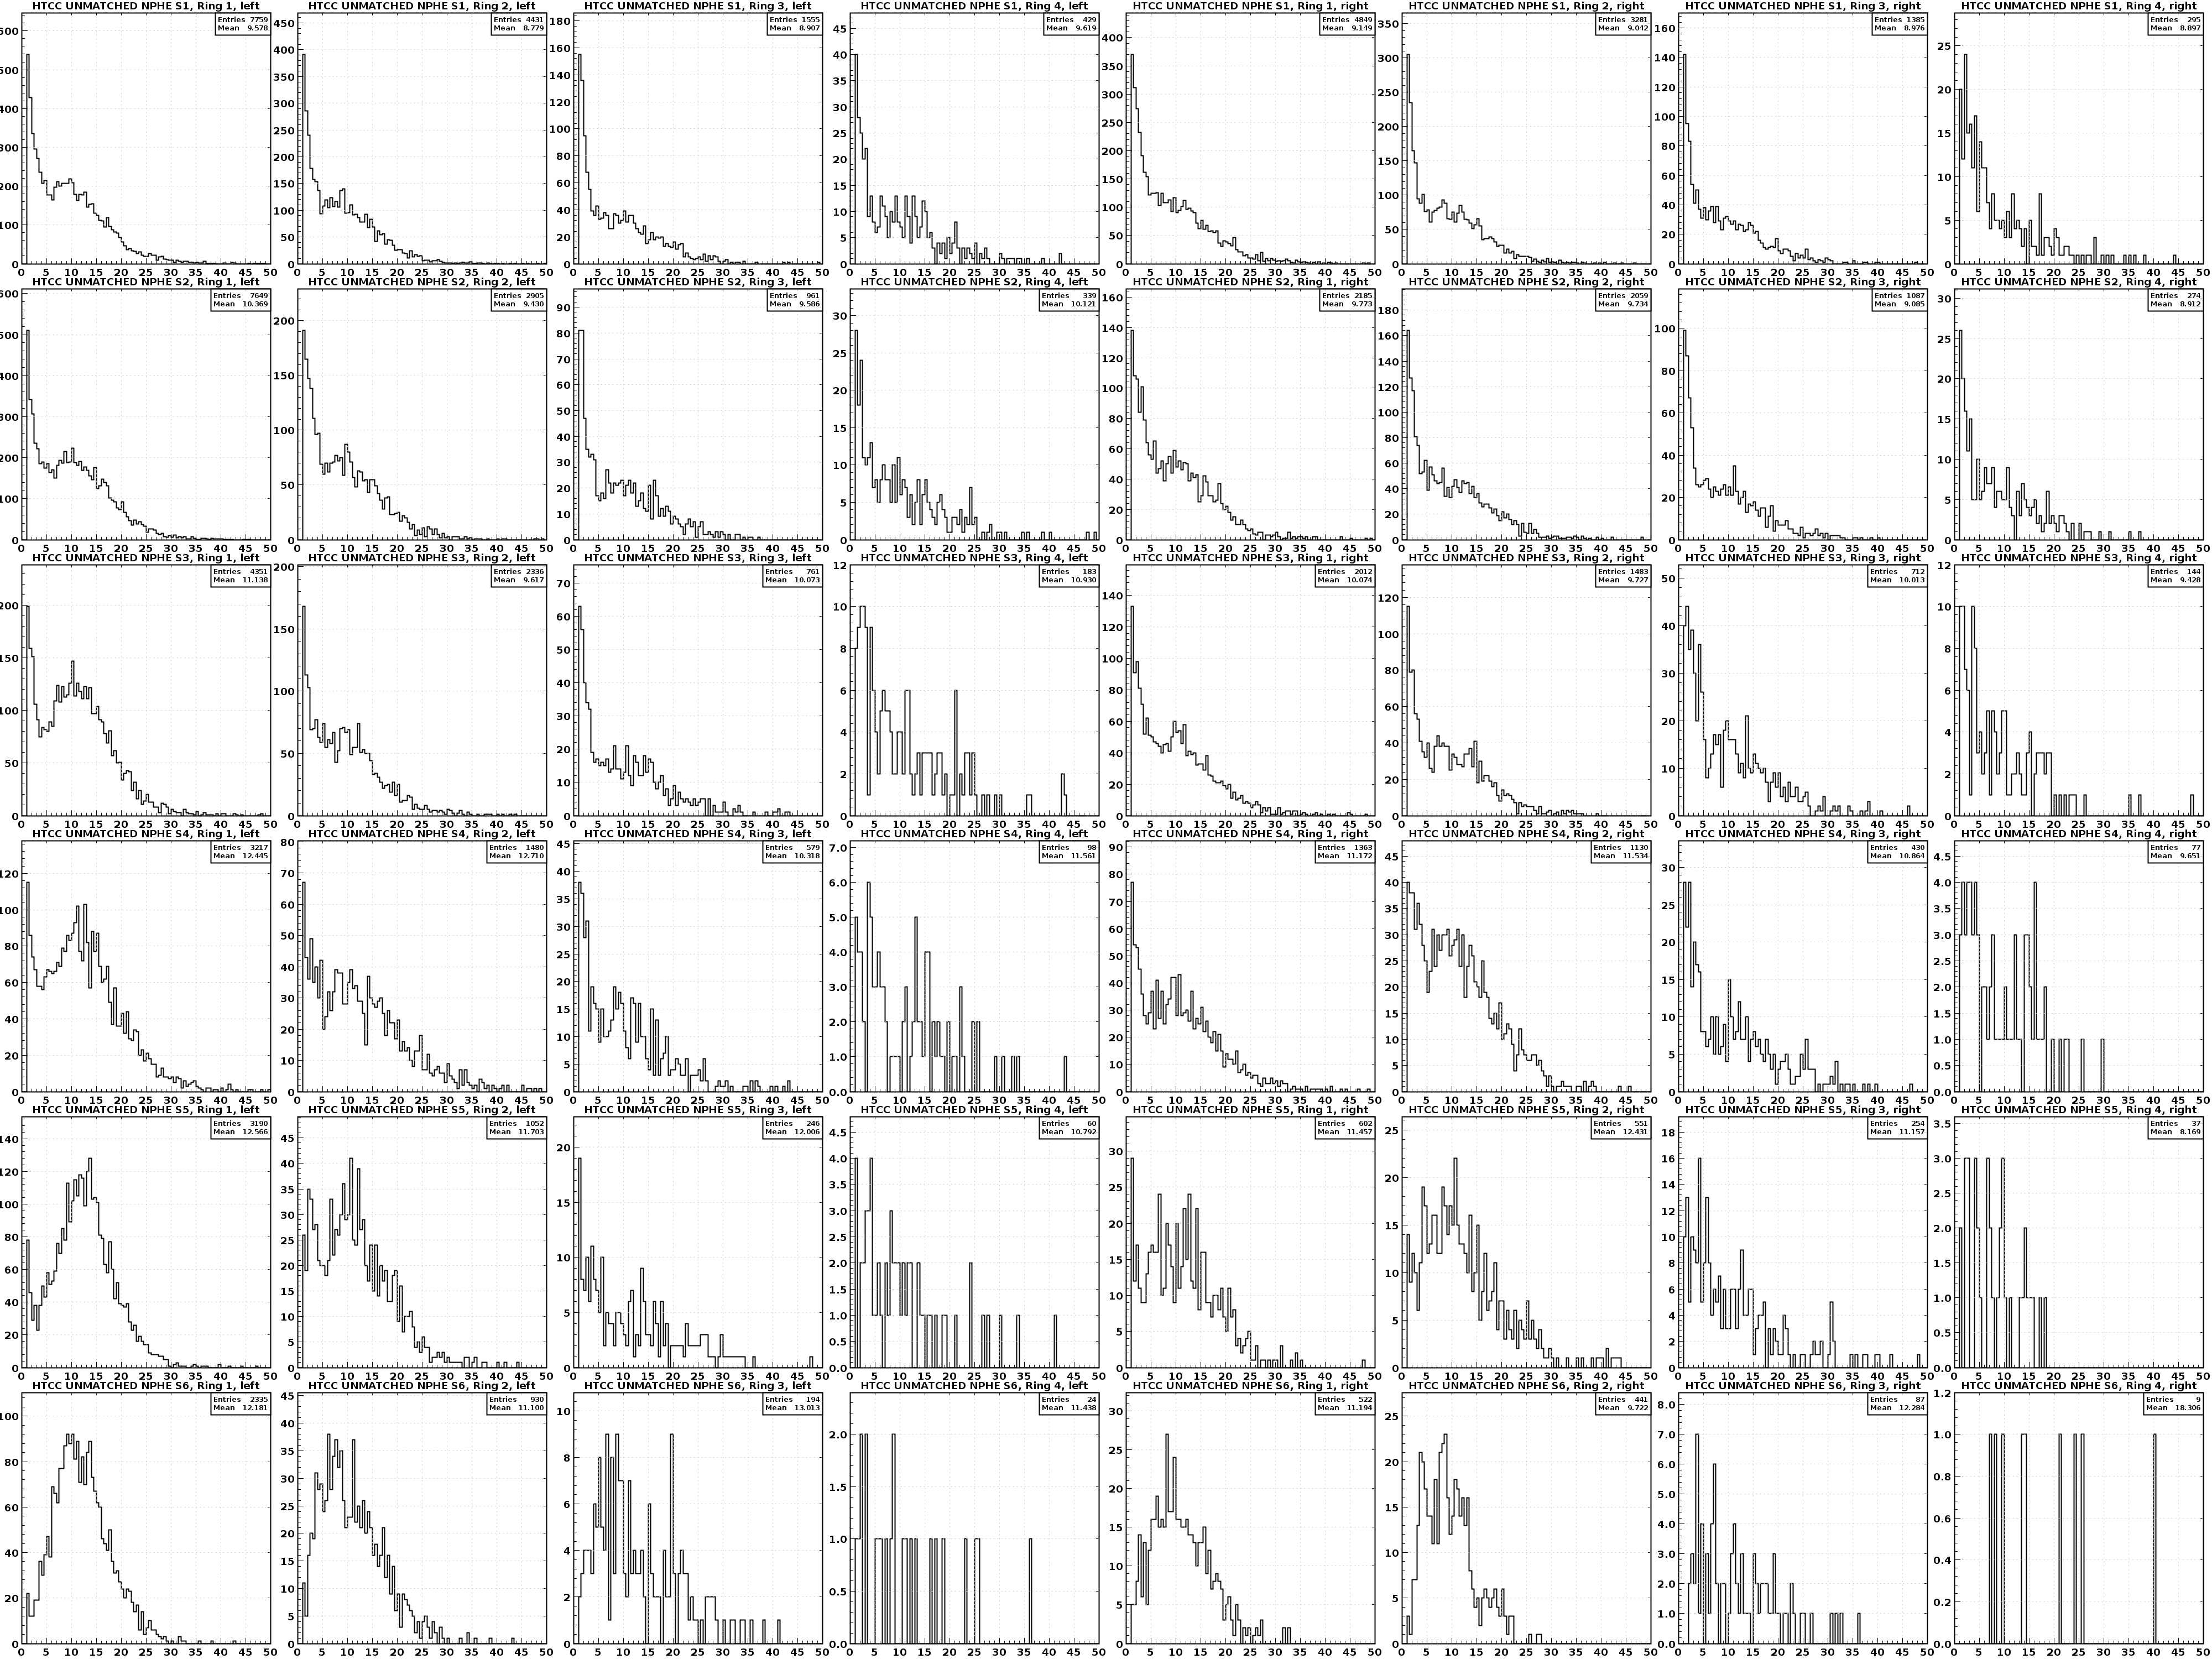 HTCC UNMATCHED NPHE S1, Ring 1, left
Entries 7759
Mean 9.578
HTCC UNMATCHED NPHE S1, Ring 2, left
Entries 4431
Mean 8.779
HTCC UNMATCHED NPHE S1, Ring 3, left
Entries 1555
Mean 8.907
HTCC UNMATCHED NPHE S1, Ring 4, left
Entries 429
Mean 9.619
HTCC UNMATCHED NPHE S1, Ring 1, right
Entries 4849
Mean 9.149
HTCC UNMATCHED NPHE S1, Ring 2, right
Entries 3281
Mean 9.042
HTCC UNMATCHED NPHE S1, Ring 3, right
Entries 1385
Mean 8.976
HTCC UNMATCHED NPHE S1, Ring 4, right
Entries 295
Mean 8.897
HTCC UNMATCHED NPHE S2, Ring 1, left
Entries 7649
Mean 10.369
HTCC UNMATCHED NPHE S2, Ring 2, left
Entries 2905
Mean 9.430
HTCC UNMATCHED NPHE S2, Ring 3, left
Entries 961
Mean 9.586
HTCC UNMATCHED NPHE S2, Ring 4, left
Entries 339
Mean 10.121
HTCC UNMATCHED NPHE S2, Ring 1, right
Entries 2185
Mean 9.773
HTCC UNMATCHED NPHE S2, Ring 2, right
Entries 2059
Mean 9.734
HTCC UNMATCHED NPHE S2, Ring 3, right
Entries 1087
Mean 9.085
HTCC UNMATCHED NPHE S2, Ring 4, right
Entries 274
Mean 8.912
HTCC UNMATCHED NPHE S3, Ring 1, left
Entries 4351
Mean 11.138
HTCC UNMATCHED NPHE S3, Ring 2, left
Entries 2336
Mean 9.617
HTCC UNMATCHED NPHE S3, Ring 3, left
Entries 761
Mean 10.073
HTCC UNMATCHED NPHE S3, Ring 4, left
Entries 183
Mean 10.930
HTCC UNMATCHED NPHE S3, Ring 1, right
Entries 2012
Mean 10.074
HTCC UNMATCHED NPHE S3, Ring 2, right
Entries 1483
Mean 9.727
HTCC UNMATCHED NPHE S3, Ring 3, right
Entries 712
Mean 10.013
HTCC UNMATCHED NPHE S3, Ring 4, right
Entries 144
Mean 9.428
HTCC UNMATCHED NPHE S4, Ring 1, left
Entries 3217
Mean 12.445
HTCC UNMATCHED NPHE S4, Ring 2, left
Entries 1480
Mean 12.710
HTCC UNMATCHED NPHE S4, Ring 3, left
Entries 579
Mean 10.318
HTCC UNMATCHED NPHE S4, Ring 4, left
Entries 98
Mean 11.561
HTCC UNMATCHED NPHE S4, Ring 1, right
Entries 1363
Mean 11.172
HTCC UNMATCHED NPHE S4, Ring 2, right
Entries 1130
Mean 11.534
HTCC UNMATCHED NPHE S4, Ring 3, right
Entries 430
Mean 10.864
HTCC UNMATCHED NPHE S4, Ring 4, right
Entries 77
Mean 9.651
HTCC UNMATCHED NPHE S5, Ring 1, left
Entries 3190
Mean 12.566
HTCC UNMATCHED NPHE S5, Ring 2, left
Entries 1052
Mean 11.703
HTCC UNMATCHED NPHE S5, Ring 3, left
Entries 246
Mean 12.006
HTCC UNMATCHED NPHE S5, Ring 4, left
Entries 60
Mean 10.792
HTCC UNMATCHED NPHE S5, Ring 1, right
Entries 602
Mean 11.457
HTCC UNMATCHED NPHE S5, Ring 2, right
Entries 551
Mean 12.431
HTCC UNMATCHED NPHE S5, Ring 3, right
Entries 254
Mean 11.157
HTCC UNMATCHED NPHE S5, Ring 4, right
Entries 37
Mean 8.169
HTCC UNMATCHED NPHE S6, Ring 1, left
Entries 2335
Mean 12.181
HTCC UNMATCHED NPHE S6, Ring 2, left
Entries 930
Mean 11.100
HTCC UNMATCHED NPHE S6, Ring 3, left
Entries 194
Mean 13.013
HTCC UNMATCHED NPHE S6, Ring 4, left
Entries 24
Mean 11.438
HTCC UNMATCHED NPHE S6, Ring 1, right
Entries 522
Mean 11.194
HTCC UNMATCHED NPHE S6, Ring 2, right
Entries 441
Mean 9.722
HTCC UNMATCHED NPHE S6, Ring 3, right
Entries 87
Mean 12.284
HTCC UNMATCHED NPHE S6, Ring 4, right
Entries 9
Mean 18.306